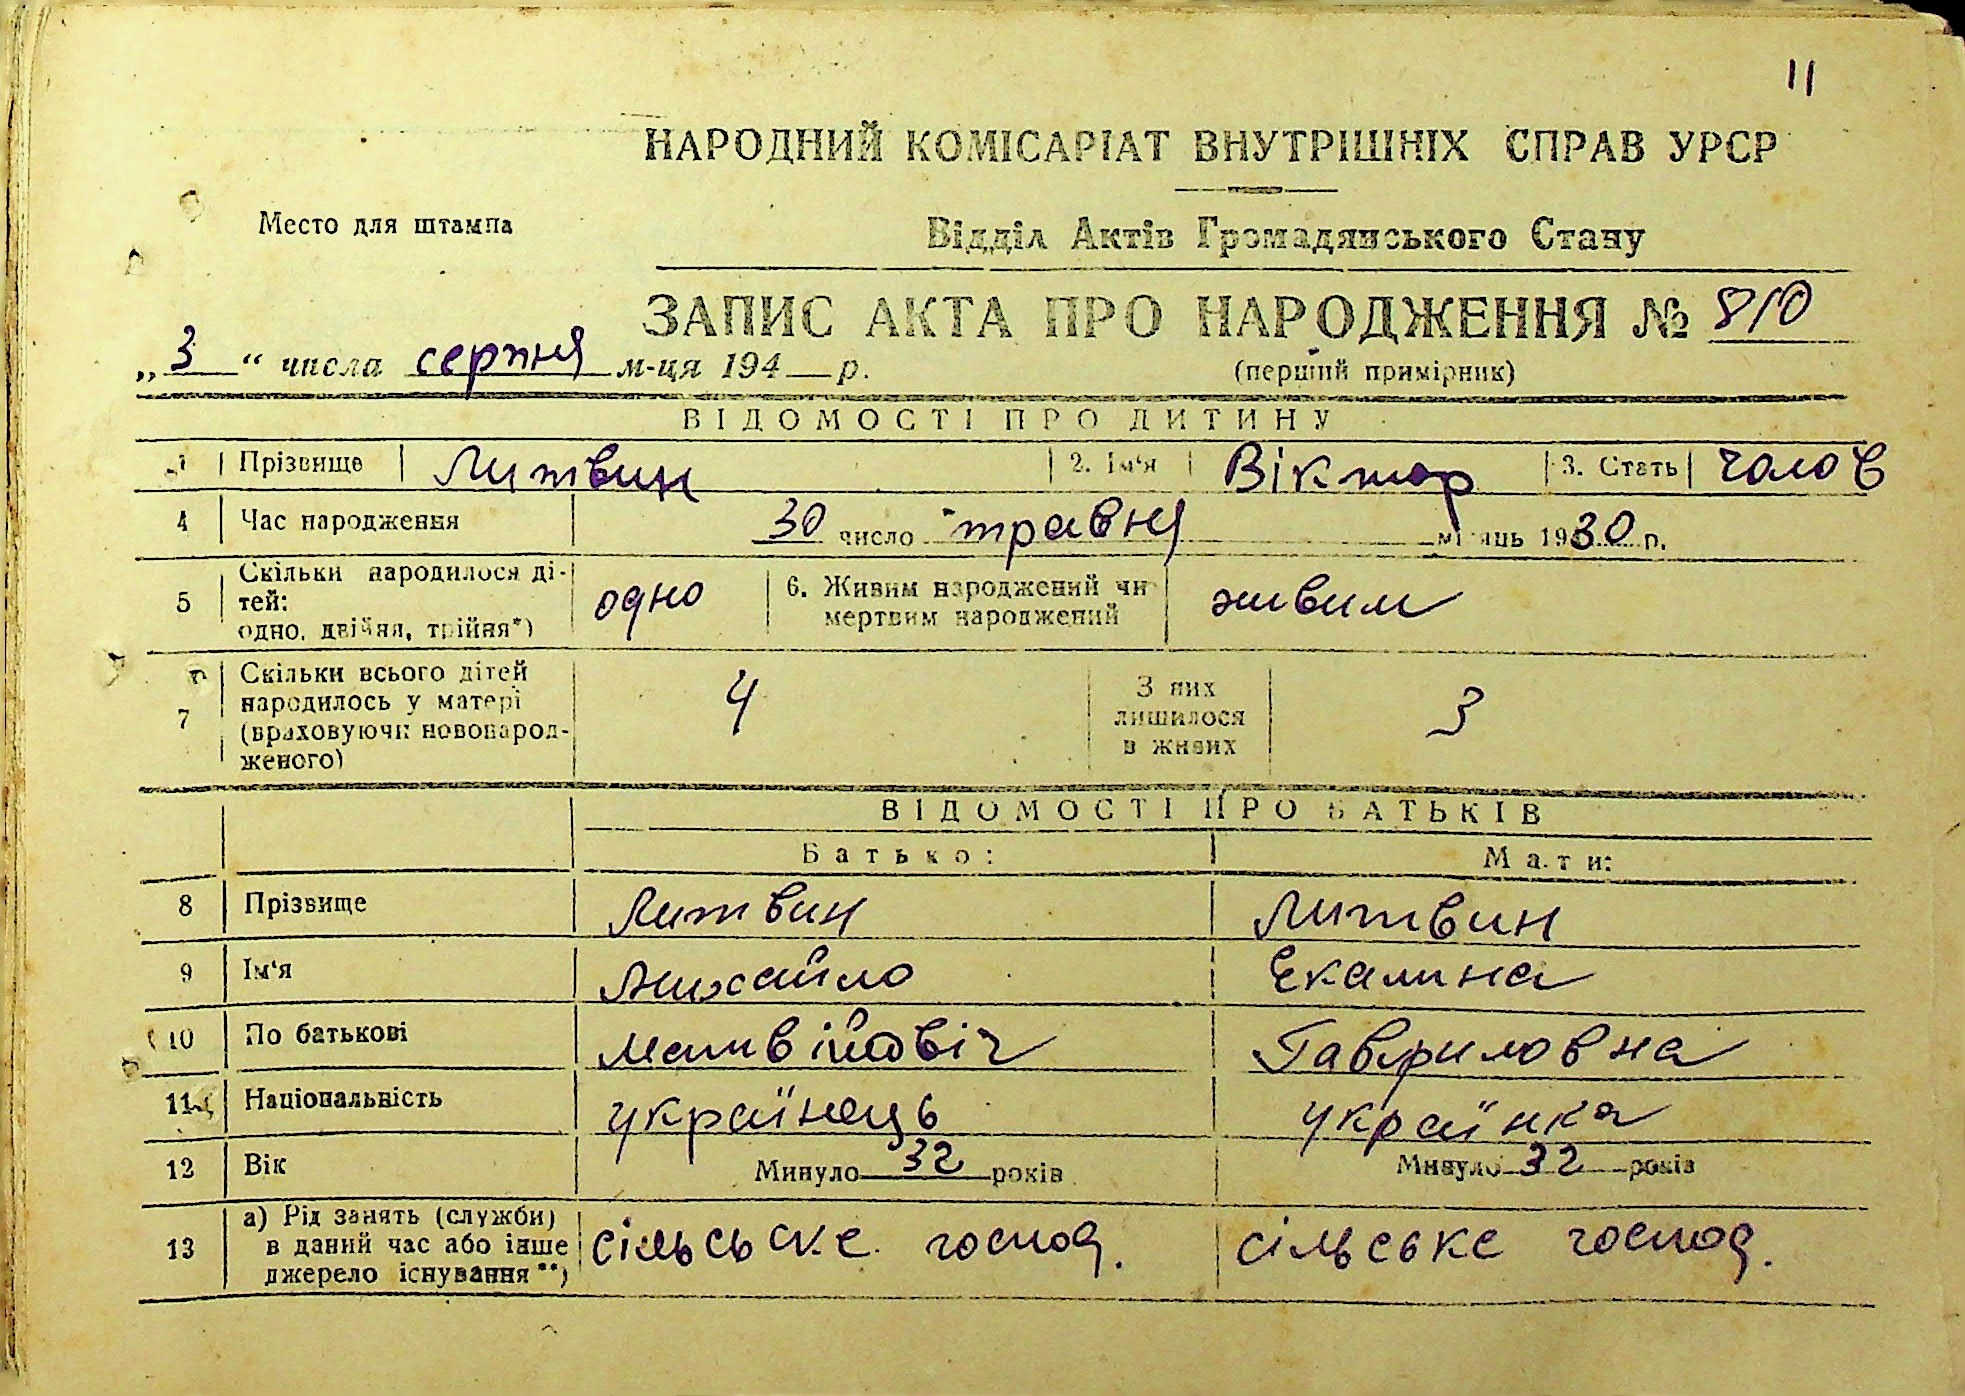 11
НАРОДНИЙ КОМІСАРІАТ ВНУТРІШНІХ СПРАВ УРСР
Место для штампа
Відділ Актів Громадянського Стану
ЗАПИС АКТА ПРО НАРОДЖЕННЯ № 810
„3“ числа серпня м-ця 194 р.
(перший примірник)
ВІДОМОСТІ ПРО ДИТИНУ
1 Прізвище Литвин 2. Ім'я Віктор 3. Стать чолов
4 Час народження 30 число травня місяць 1930 р.
5 Скільки народилося дітей: одно, двійня, трійня*) одно 6. Живим народжений чи мертвим народжений живим
7 Скільки всього дітей народилось у матері (враховуючи новонародженого) 4 З них лишилося в живих 3
ВІДОМОСТІ ПРО БАТЬКІВ
Батько: Мати:
8 Прізвище Литвин Литвин
9 Ім'я Михайло Екалина
10 По батькові Матвійовіч Гавриловна
11 Національність українець українка
12 Вік Минуло 32 років Минуло 32 років
13 а) Рід занять (служби) в даний час або інше джерело існування**) сільське господ. сільське господ.